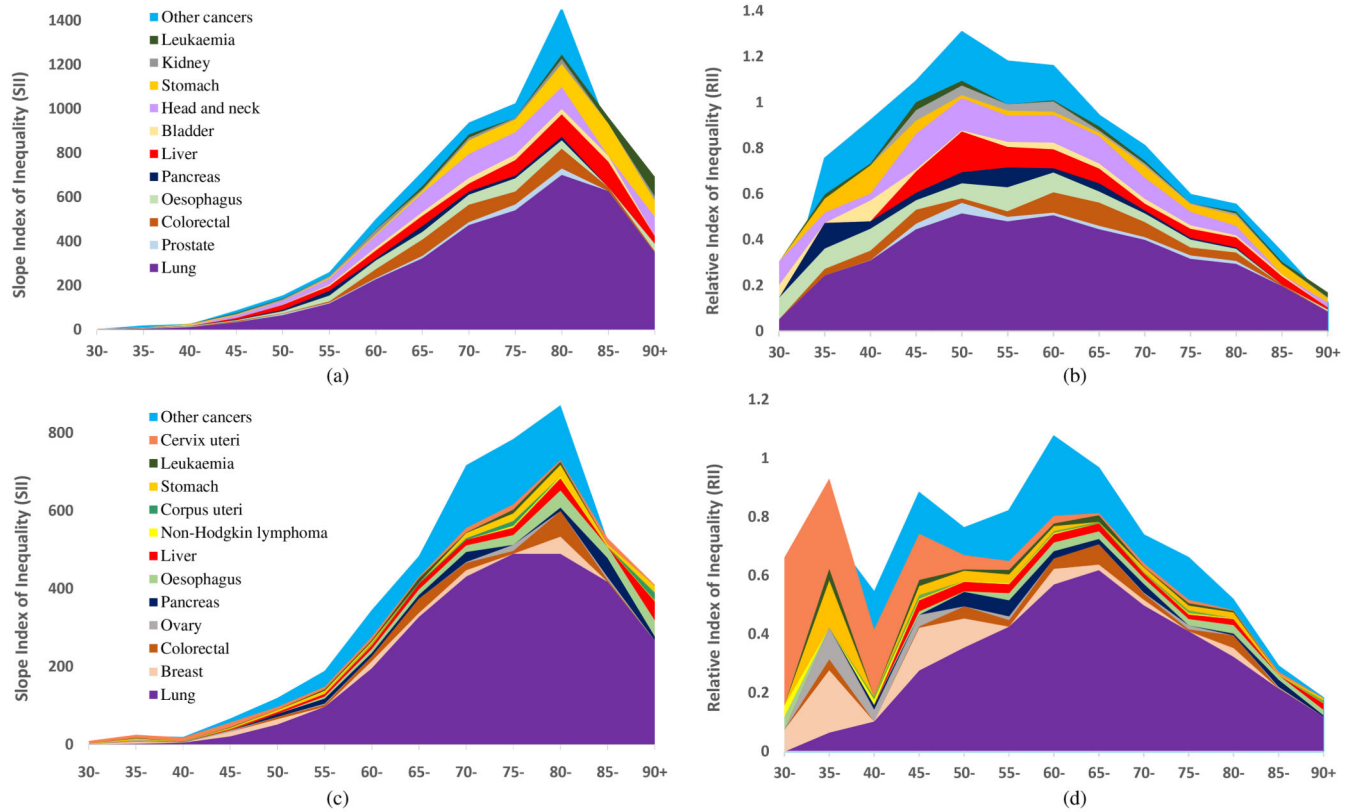 Slope Index of Inequality (SII)
1400
1200
1000
800
600
400
200
0
Other cancers
Leukaemia
Kidney
Stomach
Head and neck
Bladder
Liver
Pancreas
Oesophagus
Colorectal
Prostate
Lung
30- 35- 40- 45- 50- 55- 60- 65- 70- 75- 80- 85- 90+
(a)
Relative Index of Inequality (RII)
1.4
1.2
1
0.8
0.6
0.4
0.2
0
30- 35- 40- 45- 50- 55- 60- 65- 70- 75- 80- 85- 90+
(b)
Slope Index of Inequality (SII)
800
600
400
200
0
Other cancers
Cervix uteri
Leukaemia
Stomach
Corpus uteri
Non-Hodgkin lymphoma
Liver
Oesophagus
Pancreas
Ovary
Colorectal
Breast
Lung
30- 35- 40- 45- 50- 55- 60- 65- 70- 75- 80- 85- 90+
(c)
Relative Index of Inequality (RII)
1.2
1
0.8
0.6
0.4
0.2
0
30- 35- 40- 45- 50- 55- 60- 65- 70- 75- 80- 85- 90+
(d)